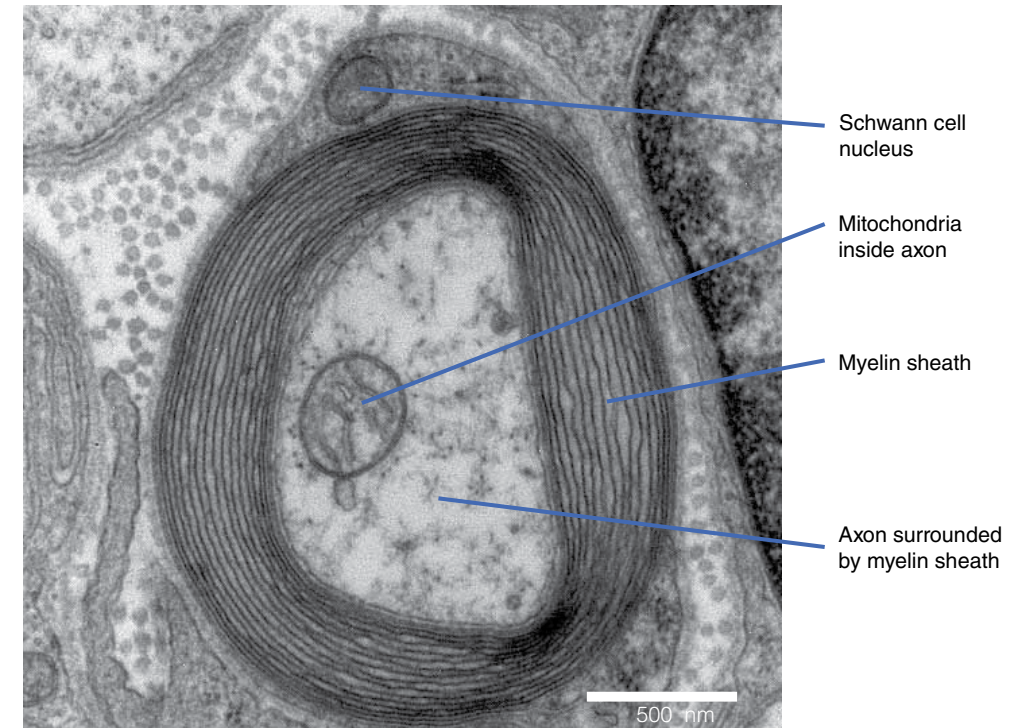 Schwann cell
nucleus
Mitochondria
inside axon
Myelin sheath
Axon surrounded
by myelin sheath
500 nm